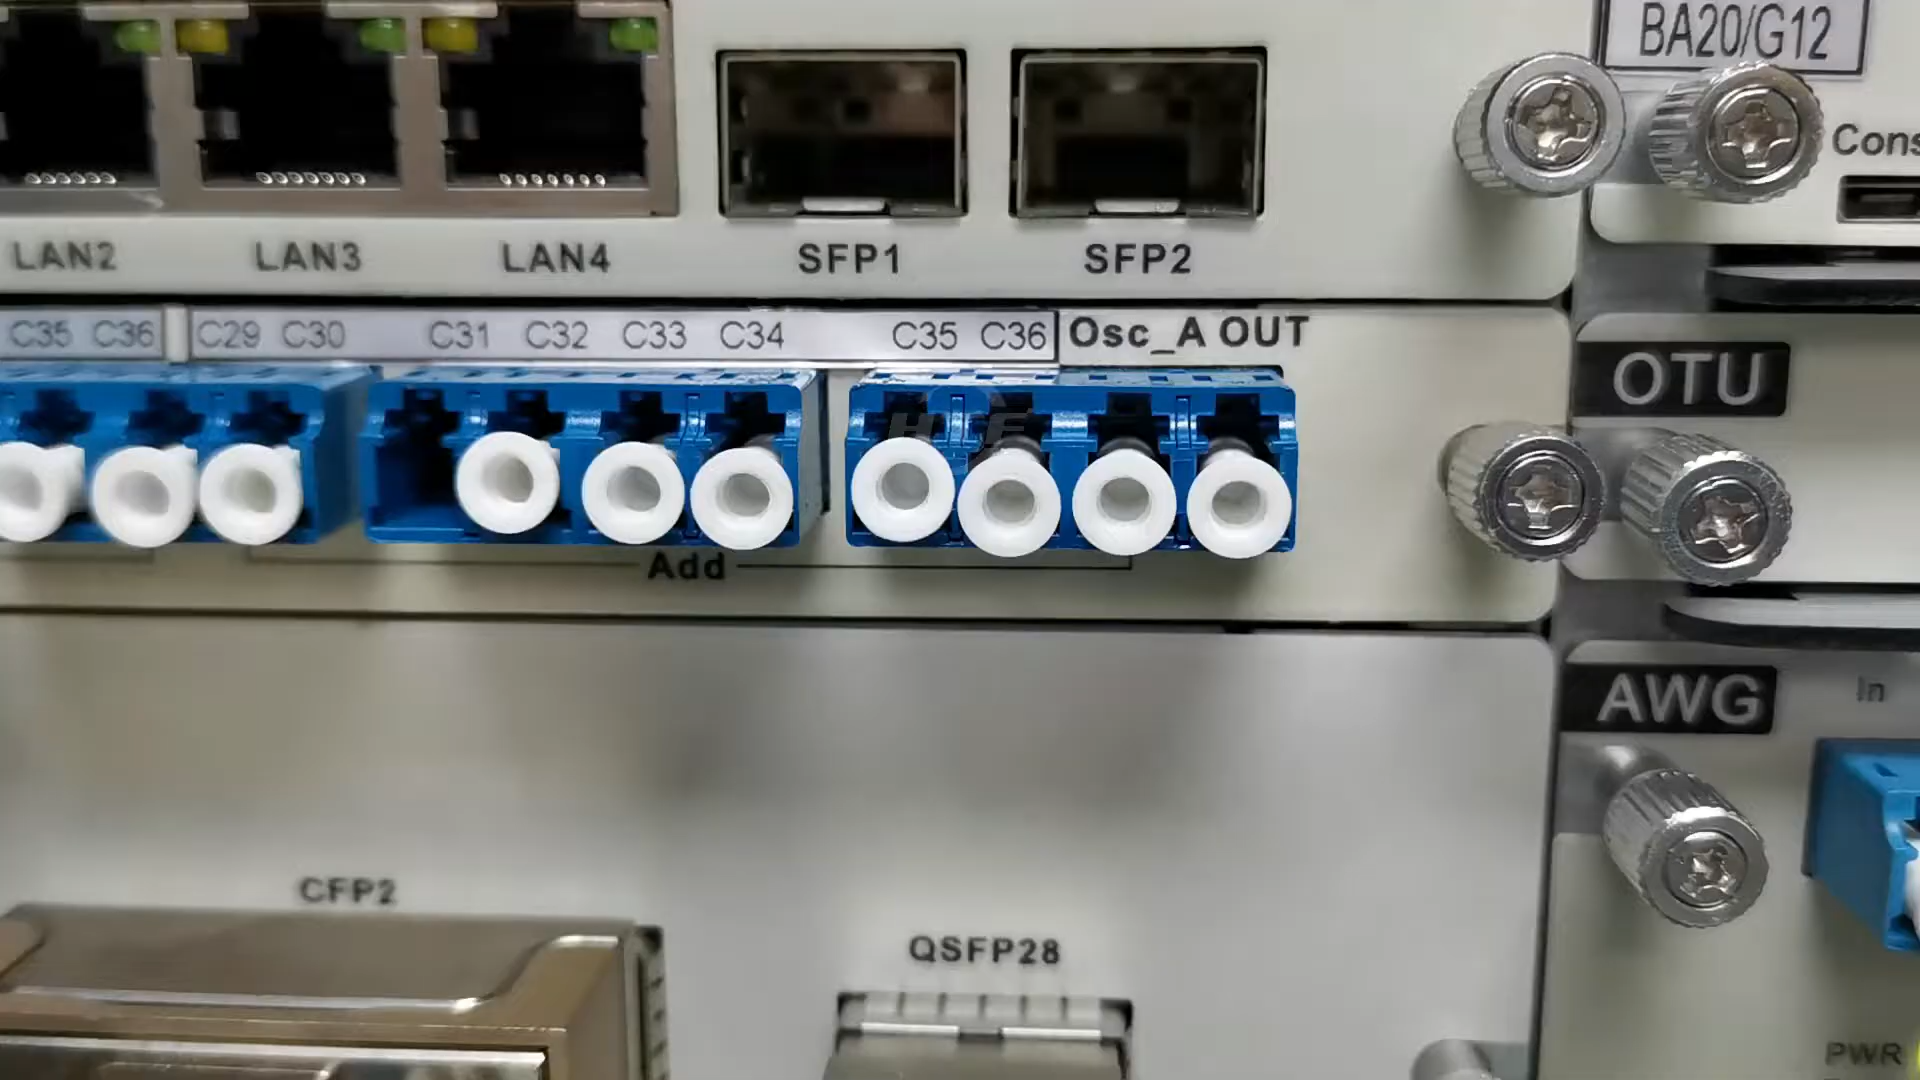 BA20/G12
Cons
LAN2 LAN3 LAN4 SFP1 SFP2
C35 C36 C29 C30 C31 C32 C33 C34 C35 C36 Osc_A OUT
OTU
HTF
Add
AWG In
CFP2
QSFP28
PWR